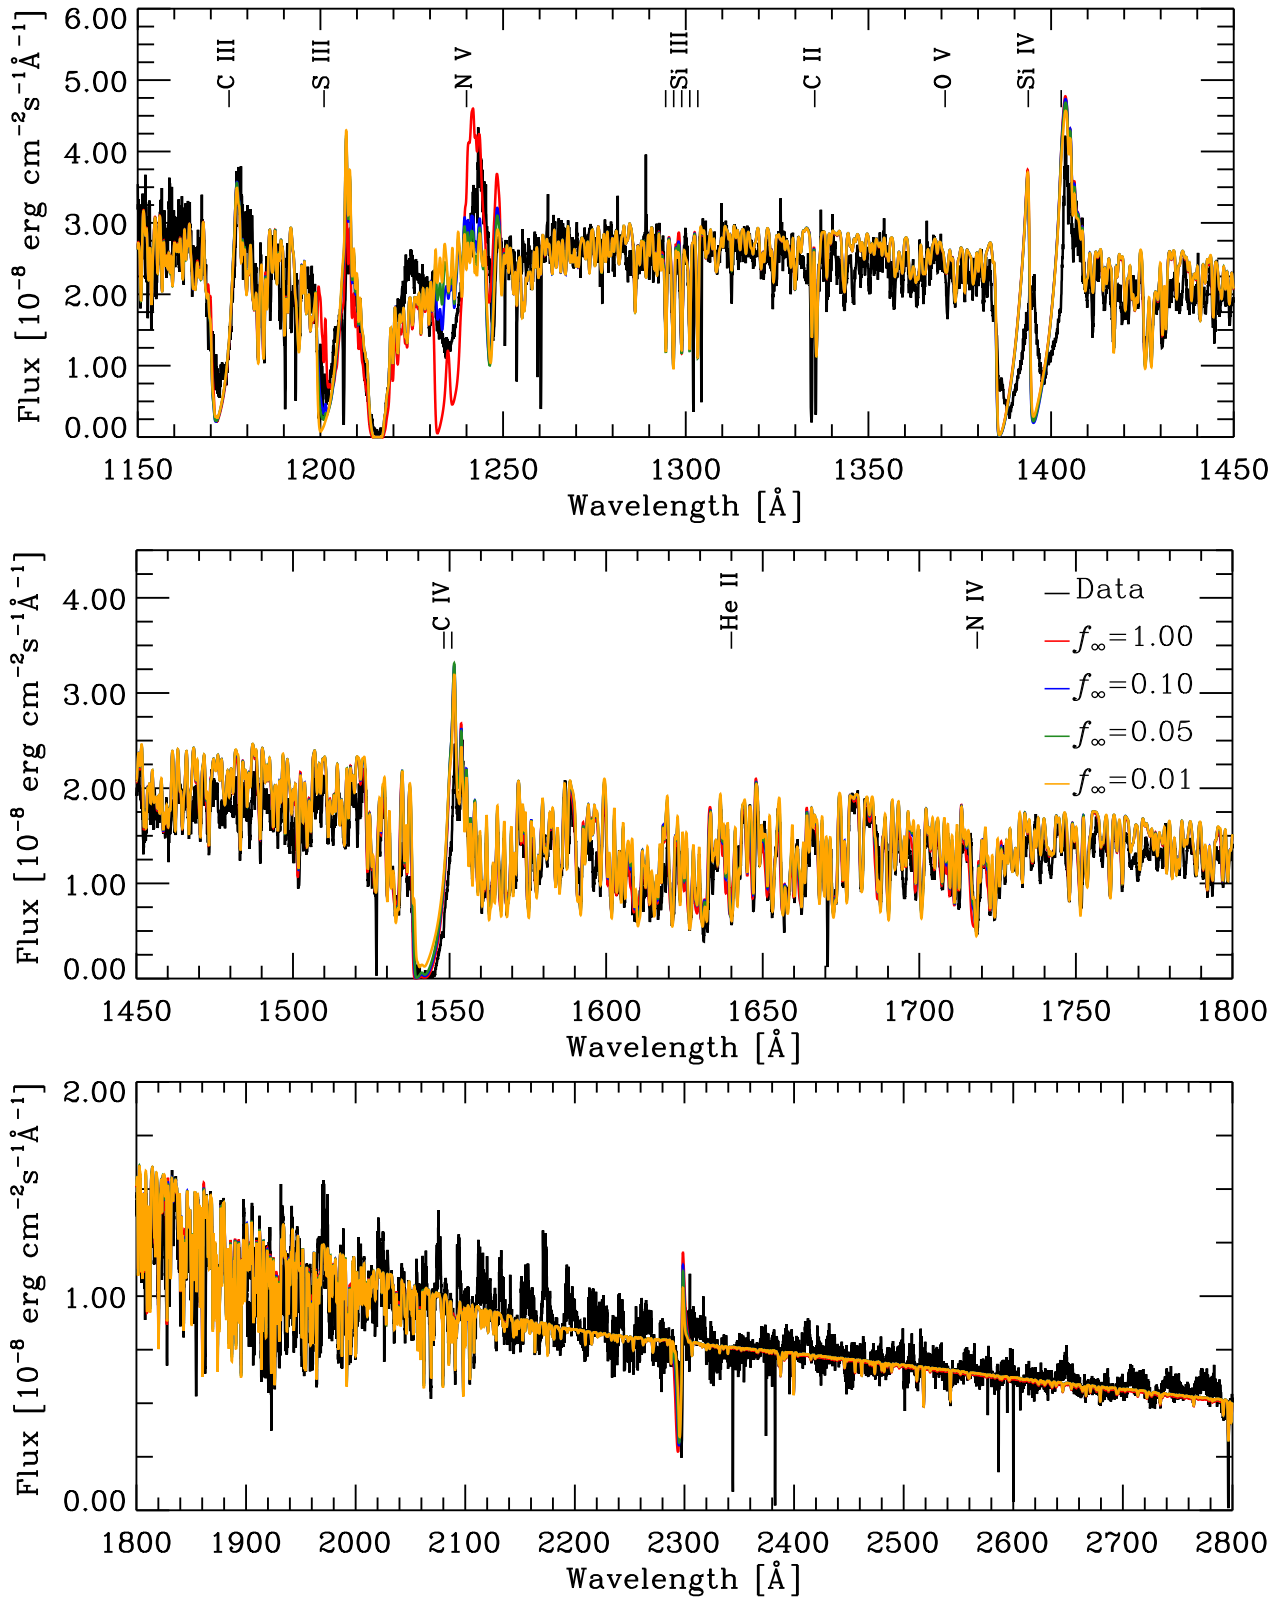 6.00
5.00
4.00
3.00
2.00
1.00
0.00
Flux [10⁻⁸ erg cm⁻²s⁻¹Å⁻¹]
C III
S III
N V
Si III
C II
O V
Si IV
1150 1200 1250 1300 1350 1400 1450
Wavelength [Å]
4.00
3.00
2.00
1.00
0.00
Flux [10⁻⁸ erg cm⁻²s⁻¹Å⁻¹]
C IV
He II
N IV
Data
f∞=1.00
f∞=0.10
f∞=0.05
f∞=0.01
1450 1500 1550 1600 1650 1700 1750 1800
Wavelength [Å]
2.00
1.00
0.00
Flux [10⁻⁸ erg cm⁻²s⁻¹Å⁻¹]
1800 1900 2000 2100 2200 2300 2400 2500 2600 2700 2800
Wavelength [Å]